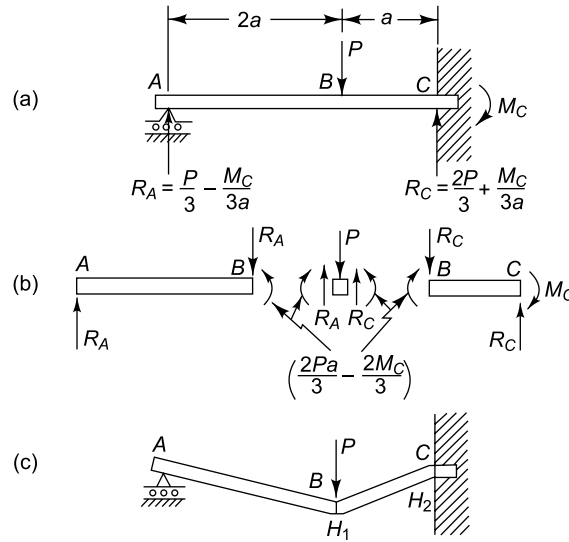 2a
a
P
A
B
C
(a)
M_C
R_A = P/3 − M_C/3a
R_C = 2P/3 + M_C/3a
R_A
P
R_C
(b)
A
B
B
C
M_C
R_A
R_A
R_C
R_C
(2Pa/3 − 2M_C/3)
(c)
A
P
B
C
H_1
H_2